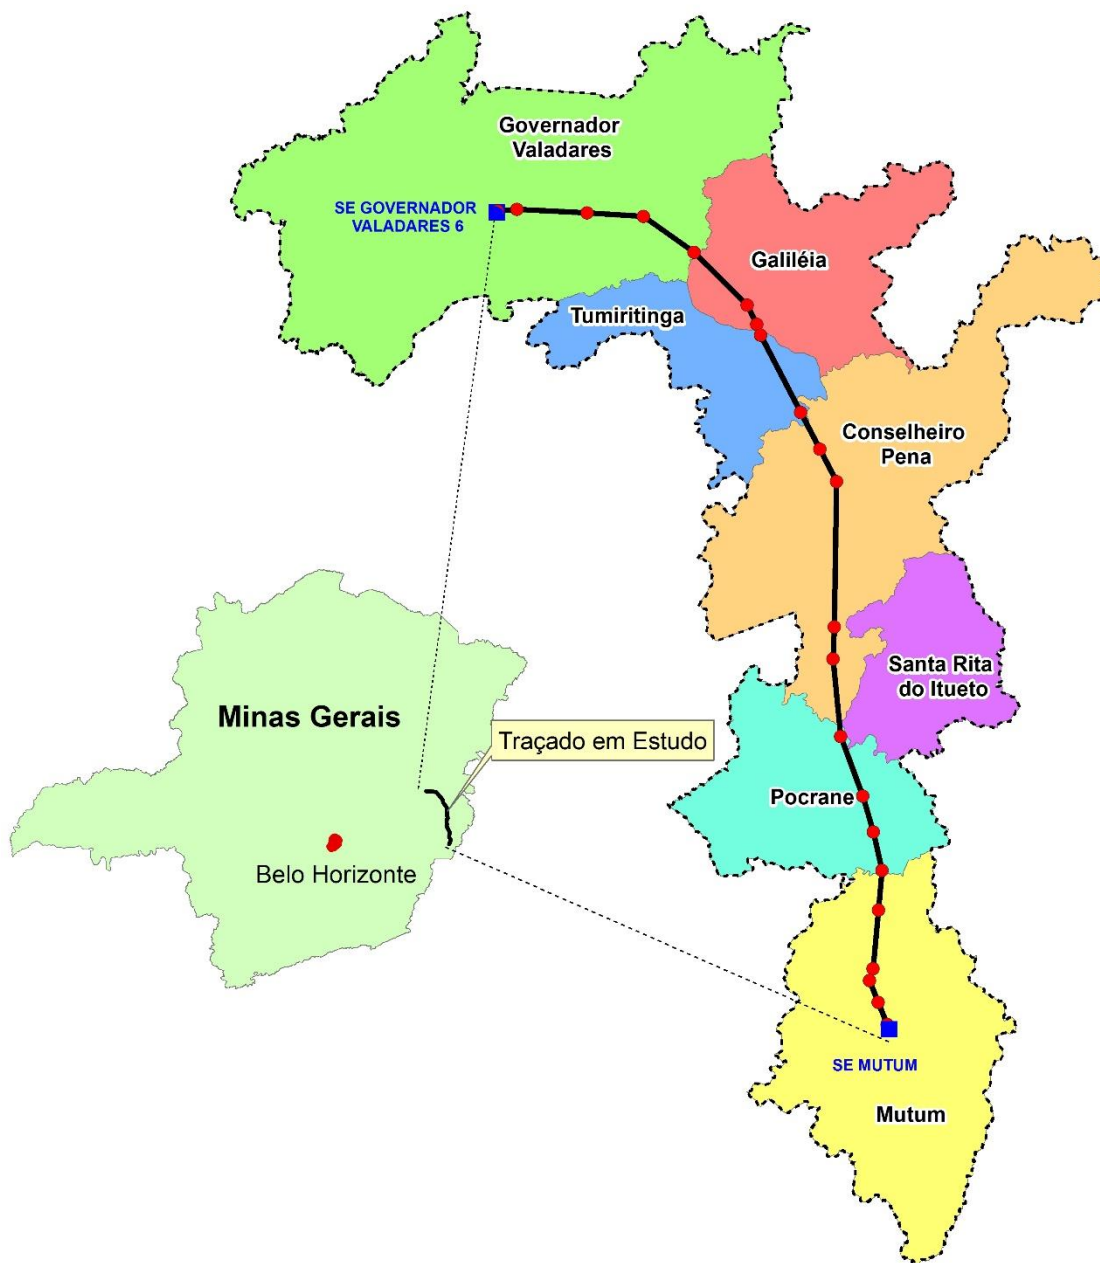 Governador
Valadares
SE GOVERNADOR
VALADARES 6
Galiléia
Tumiritinga
Conselheiro
Pena
Santa Rita
do Itueto
Minas Gerais
Traçado em Estudo
Pocrane
Belo Horizonte
SE MUTUM
Mutum